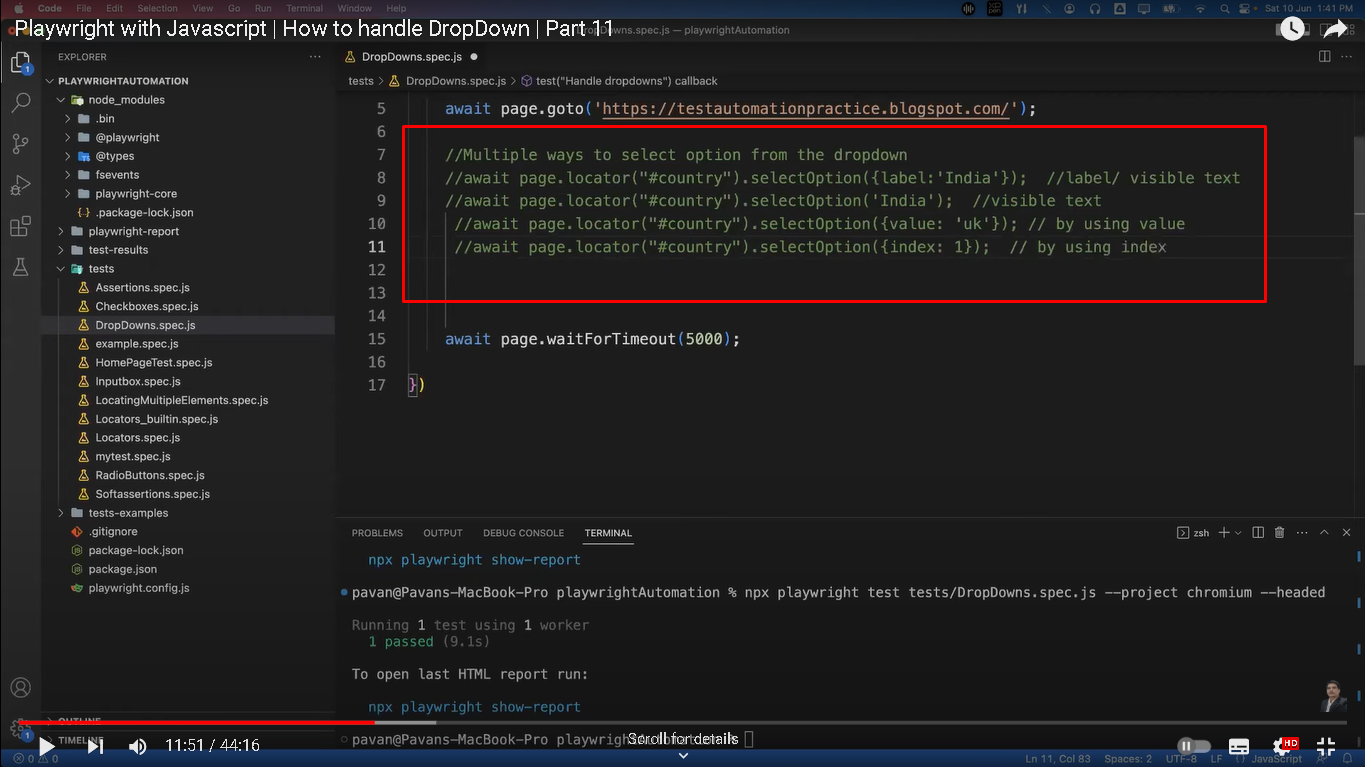 Code File Edit Selection View Go Run Terminal Window Help
Sat 10 Jun 1:41 PM
Playwright with Javascript | How to handle DropDown | Part 11
DropDowns.spec.js — playwrightAutomation
EXPLORER
PLAYWRIGHTAUTOMATION
node_modules
.bin
@playwright
@types
fsevents
playwright-core
.package-lock.json
playwright-report
test-results
tests
Assertions.spec.js
Checkboxes.spec.js
DropDowns.spec.js
example.spec.js
HomePageTest.spec.js
Inputbox.spec.js
LocatingMultipleElements.spec.js
Locators_builtin.spec.js
Locators.spec.js
mytest.spec.js
RadioButtons.spec.js
Softassertions.spec.js
tests-examples
.gitignore
package-lock.json
package.json
playwright.config.js
OUTLINE
TIMELINE
DropDowns.spec.js
tests > DropDowns.spec.js > test("Handle dropdowns") callback
5 await page.goto('https://testautomationpractice.blogspot.com/');
6
7 //Multiple ways to select option from the dropdown
8 //await page.locator("#country").selectOption({label:'India'});  //label/ visible text
9 //await page.locator("#country").selectOption('India');  //visible text
10 //await page.locator("#country").selectOption({value: 'uk'}); // by using value
11 //await page.locator("#country").selectOption({index: 1});  // by using index
12
13
14
15 await page.waitForTimeout(5000);
16
17 })
PROBLEMS OUTPUT DEBUG CONSOLE TERMINAL
zsh
npx playwright show-report
pavan@Pavans-MacBook-Pro playwrightAutomation % npx playwright test tests/DropDowns.spec.js --project chromium --headed
Running 1 test using 1 worker
1 passed (9.1s)
To open last HTML report run:
npx playwright show-report
pavan@Pavans-MacBook-Pro
Scroll for details
11:51 / 44:16
HD
0 0
Ln 11, Col 83 Spaces: 2 UTF-8 LF JavaScript